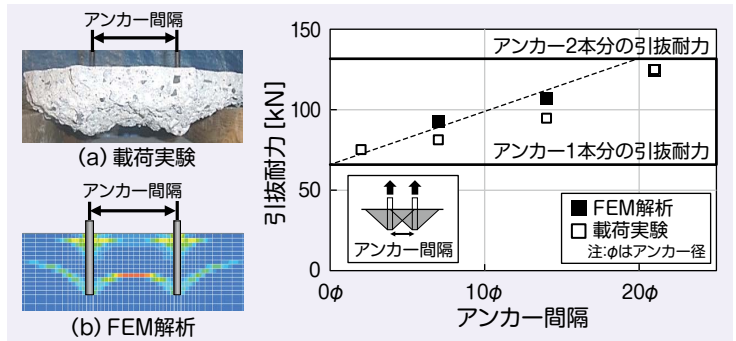 アンカー間隔
(a) 載荷実験
アンカー間隔
(b) FEM解析
引抜耐力 [kN]
150
100
50
0
アンカー2本分の引抜耐力
アンカー1本分の引抜耐力
アンカー間隔
■ FEM解析
□ 載荷実験
注:φはアンカー径
0φ
10φ
20φ
アンカー間隔